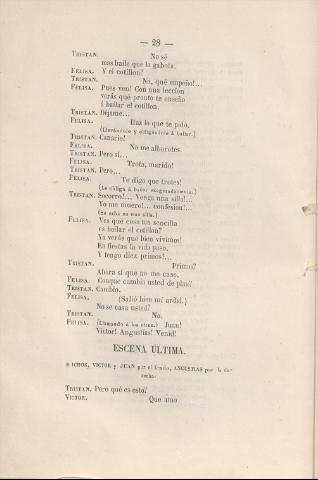 — 28 —
TRISTAN. No sé
mas baile que la gabota.
FELISA. Y el cotillon?
TRISTAN. No, qué empeño!...
FELISA. Pues ven! Con una leccion
verás qué pronto te enseño
á bailar el cotillon.
TRISTAN. Déjame...
FELISA. Haz lo que te pido.
(Llevándolo y obligándole á bailar.)
TRISTAN. Canario!
FELISA. No me alborotes.
TRISTAN. Pero si...
FELISA. Trota, marido!
TRISTAN. Pero...
FELISA. Te digo que trotes!
(Le obliga á bailar exageradamente.)
TRISTAN. Socorro!... Venga una silla!...
Yo me muero!... confesion!...
(Se echa en una silla.)
FELISA. Ves qué cosa tan sencilla
es bailar el cotillon?
Ya verás qué bien vivimos!
En fiestas la vida paso,
Y tengo diez primos!...
TRISTAN. Primos?
Ahora sí que no me caso.
FELISA. Conque cambia usted de plan?
TRISTAN. Cambio.
FELISA. (Salió bien mi ardid.)
No se casa usted?
TRISTAN. No.
FELISA. (Llamando á los otros.) Juan!
Victor! Angustias! Venid!
ESCENA ÚLTIMA.
DICHOS, VICTOR y JUAN por el fondo, ANGUSTIAS por la de-
recha.
TRISTAN. Pero qué es esto?
VICTOR. Que amo